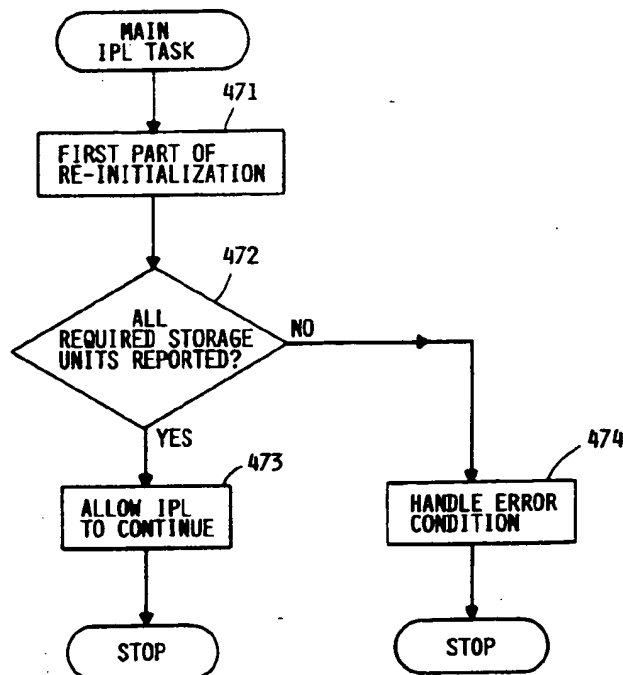 MAIN
IPL TASK
471
FIRST PART OF
RE-INITIALIZATION
472
ALL
REQUIRED STORAGE
UNITS REPORTED?
NO
YES
473
ALLOW IPL
TO CONTINUE
474
HANDLE ERROR
CONDITION
STOP
STOP